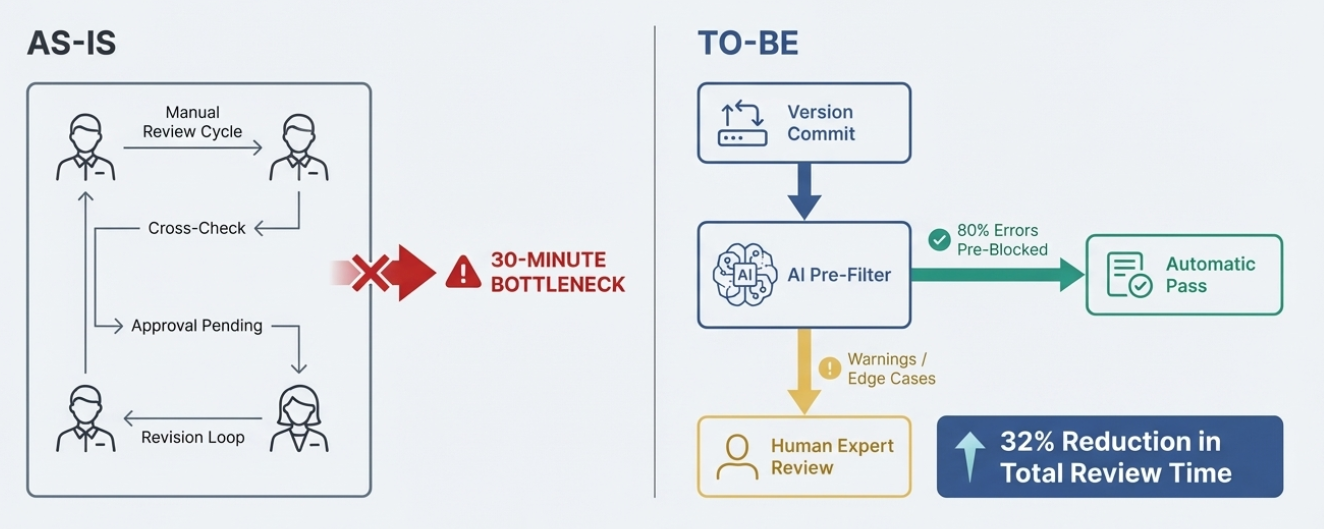 AS-IS
Manual
Review Cycle
Cross-Check
Approval Pending
Revision Loop
30-MINUTE
BOTTLENECK
TO-BE
Version
Commit
AI
AI Pre-Filter
80% Errors
Pre-Blocked
Automatic
Pass
Warnings /
Edge Cases
Human Expert
Review
32% Reduction in
Total Review Time